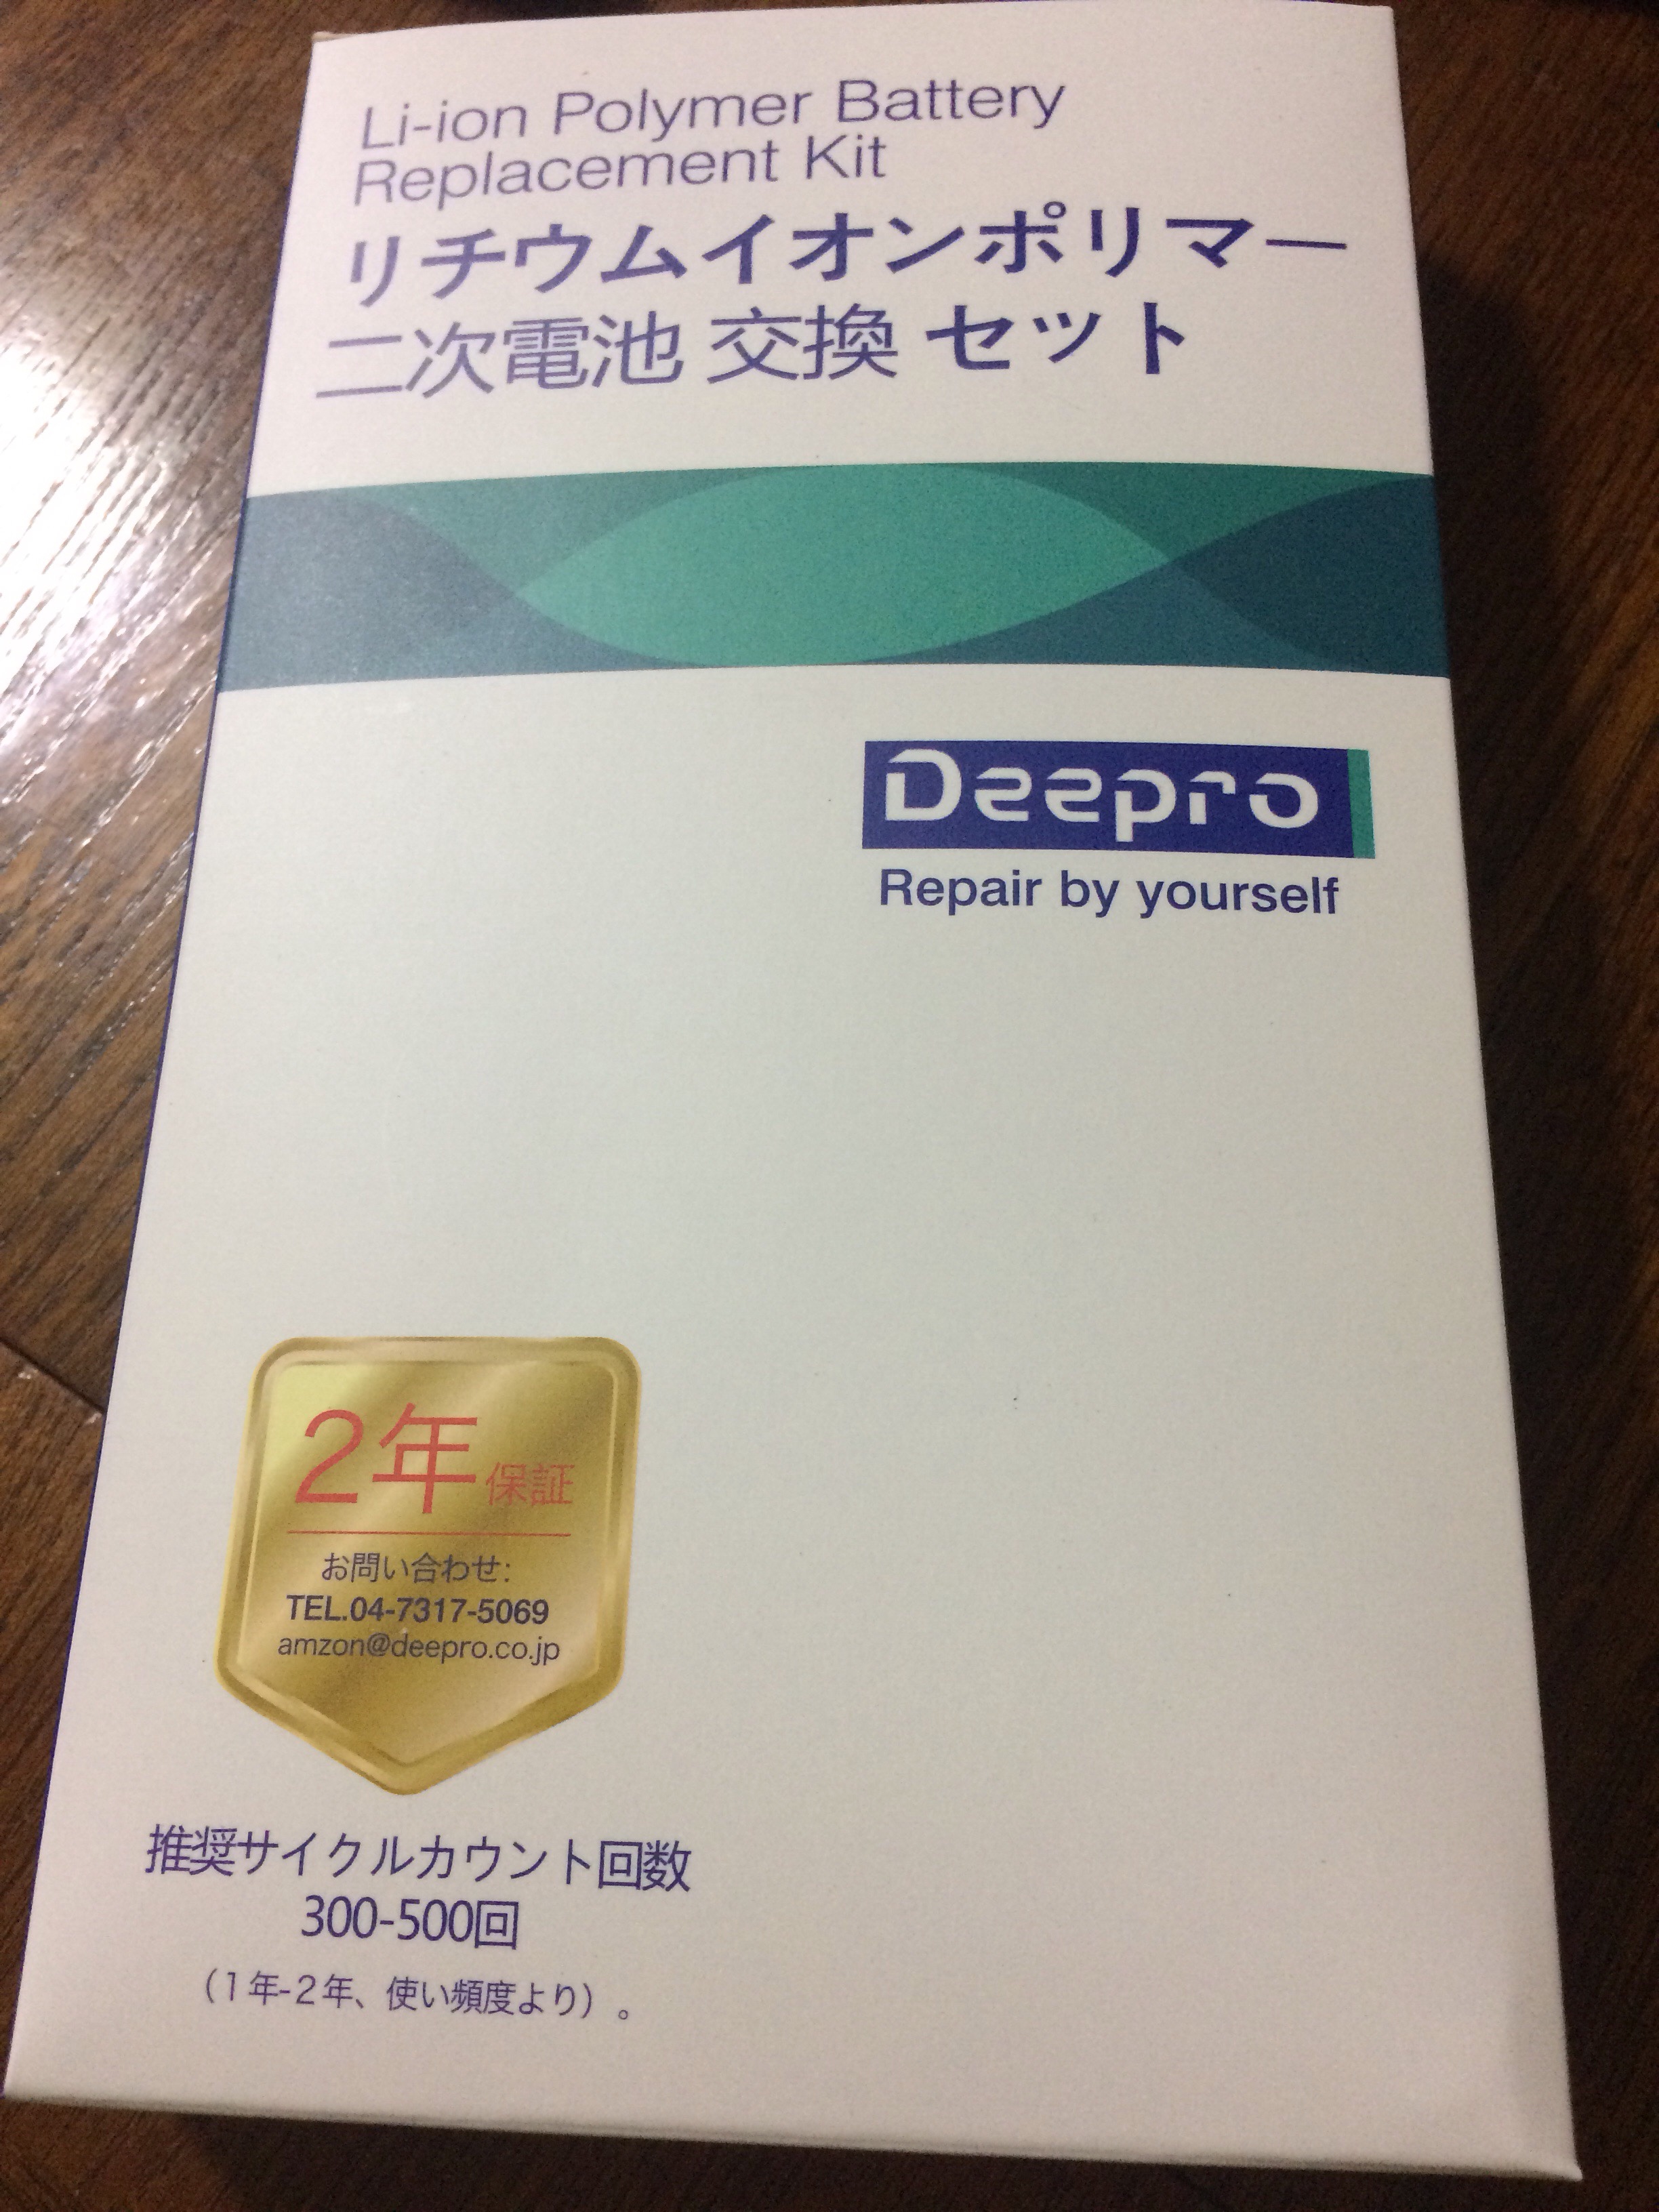 Li-ion Polymer Battery
Replacement Kit
リチウムイオンポリマー
二次電池 交換 セット
Deepro
Repair by yourself
2年 保証
お問い合わせ:
TEL.04-7317-5069
amzon@deepro.co.jp
推奨サイクルカウント回数
300-500回
（1年-2年、使い頻度より）。